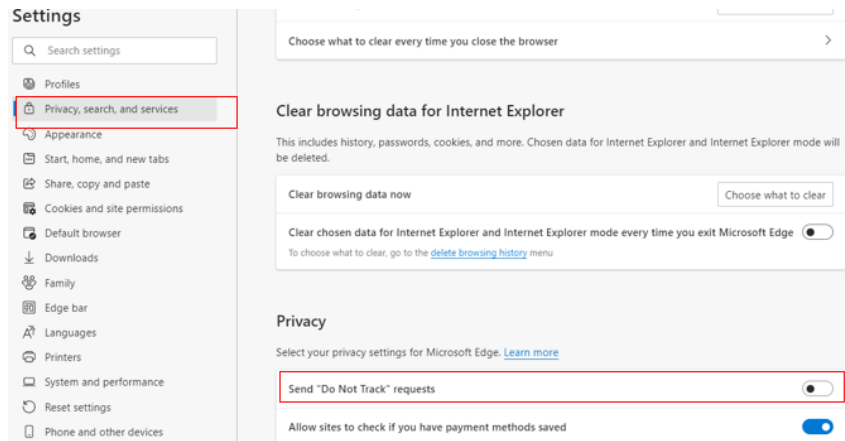 Settings
Search settings
Profiles
Privacy, search, and services
Appearance
Start, home, and new tabs
Share, copy and paste
Cookies and site permissions
Default browser
Downloads
Family
Edge bar
Languages
Printers
System and performance
Reset settings
Phone and other devices
Choose what to clear every time you close the browser
Clear browsing data for Internet Explorer
This includes history, passwords, cookies, and more. Chosen data for Internet Explorer and Internet Explorer mode will
be deleted.
Clear browsing data now
Choose what to clear
Clear chosen data for Internet Explorer and Internet Explorer mode every time you exit Microsoft Edge
To choose what to clear, go to the delete browsing history menu
Privacy
Select your privacy settings for Microsoft Edge. Learn more
Send "Do Not Track" requests
Allow sites to check if you have payment methods saved